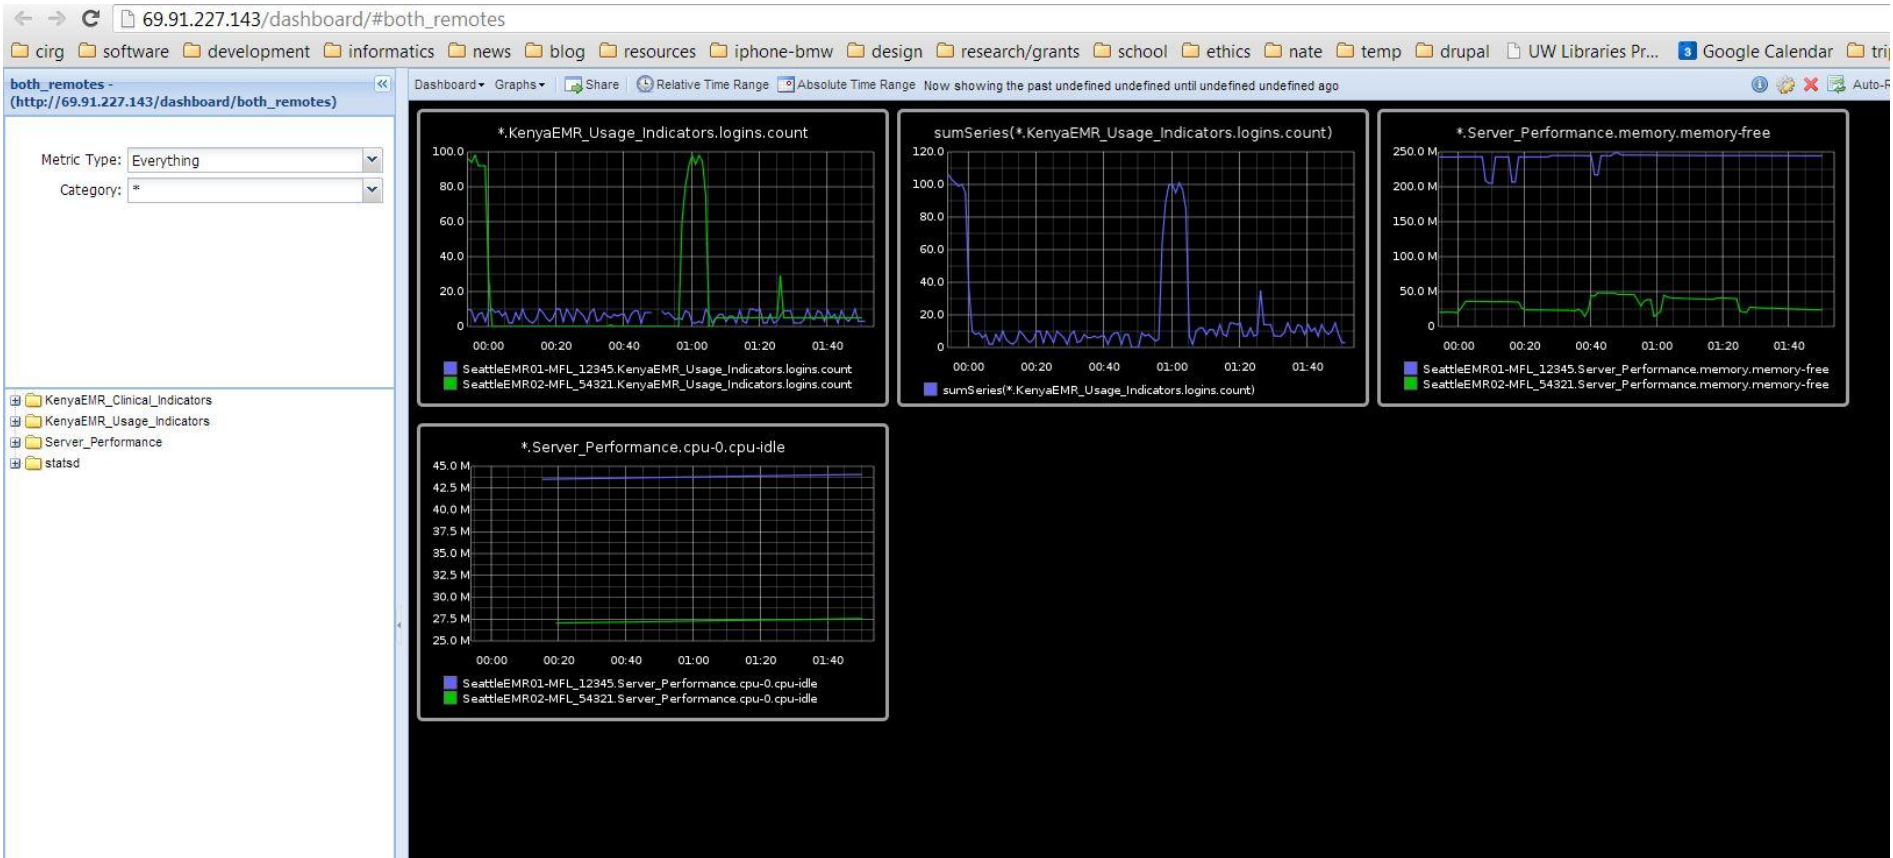 69.91.227.143/dashboard/#both_remotes
cirg software development informatics news blog resources iphone-bmw design research/grants school ethics nate temp drupal UW Libraries Pr... 3 Google Calendar tri
both_remotes -
(http://69.91.227.143/dashboard/both_remotes)
Metric Type: Everything
Category: *
KenyaEMR_Clinical_Indicators
KenyaEMR_Usage_Indicators
Server_Performance
statsd
Dashboard Graphs Share Relative Time Range Absolute Time Range Now showing the past undefined undefined until undefined undefined ago Auto-R
*.KenyaEMR_Usage_Indicators.logins.count
100.0
80.0
60.0
40.0
20.0
0
00:00 00:20 00:40 01:00 01:20 01:40
SeattleEMR01-MFL_12345.KenyaEMR_Usage_Indicators.logins.count
SeattleEMR02-MFL_54321.KenyaEMR_Usage_Indicators.logins.count
sumSeries(*.KenyaEMR_Usage_Indicators.logins.count)
120.0
100.0
80.0
60.0
40.0
20.0
0
00:00 00:20 00:40 01:00 01:20 01:40
sumSeries(*.KenyaEMR_Usage_Indicators.logins.count)
*.Server_Performance.memory.memory-free
250.0 M
200.0 M
150.0 M
100.0 M
50.0 M
0
00:00 00:20 00:40 01:00 01:20 01:40
SeattleEMR01-MFL_12345.Server_Performance.memory.memory-free
SeattleEMR02-MFL_54321.Server_Performance.memory.memory-free
*.Server_Performance.cpu-0.cpu-idle
45.0 M
42.5 M
40.0 M
37.5 M
35.0 M
32.5 M
30.0 M
27.5 M
25.0 M
00:00 00:20 00:40 01:00 01:20 01:40
SeattleEMR01-MFL_12345.Server_Performance.cpu-0.cpu-idle
SeattleEMR02-MFL_54321.Server_Performance.cpu-0.cpu-idle